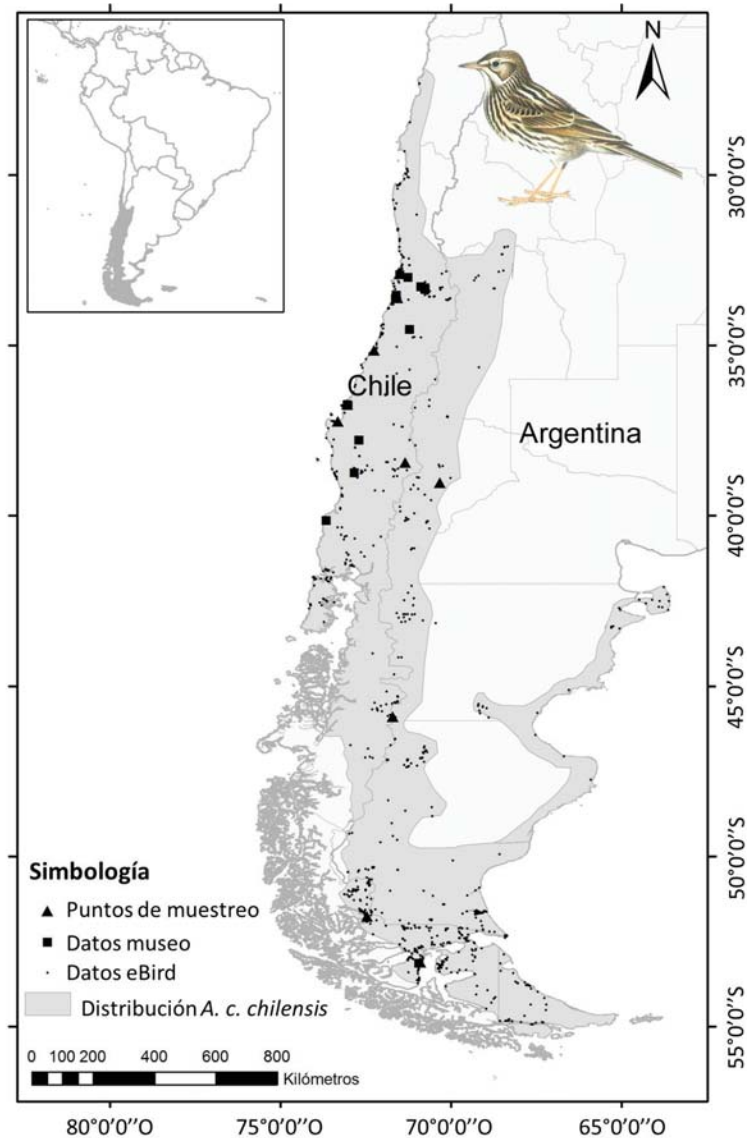 N
30°0'0"S
35°0'0"S
Chile
Argentina
40°0'0"S
45°0'0"S
50°0'0"S
55°0'0"S
Simbología
Puntos de muestreo
Datos museo
Datos eBird
Distribución A. c. chilensis
0 100 200 400 600 800
Kilómetros
80°0'0"O 75°0'0"O 70°0'0"O 65°0'0"O